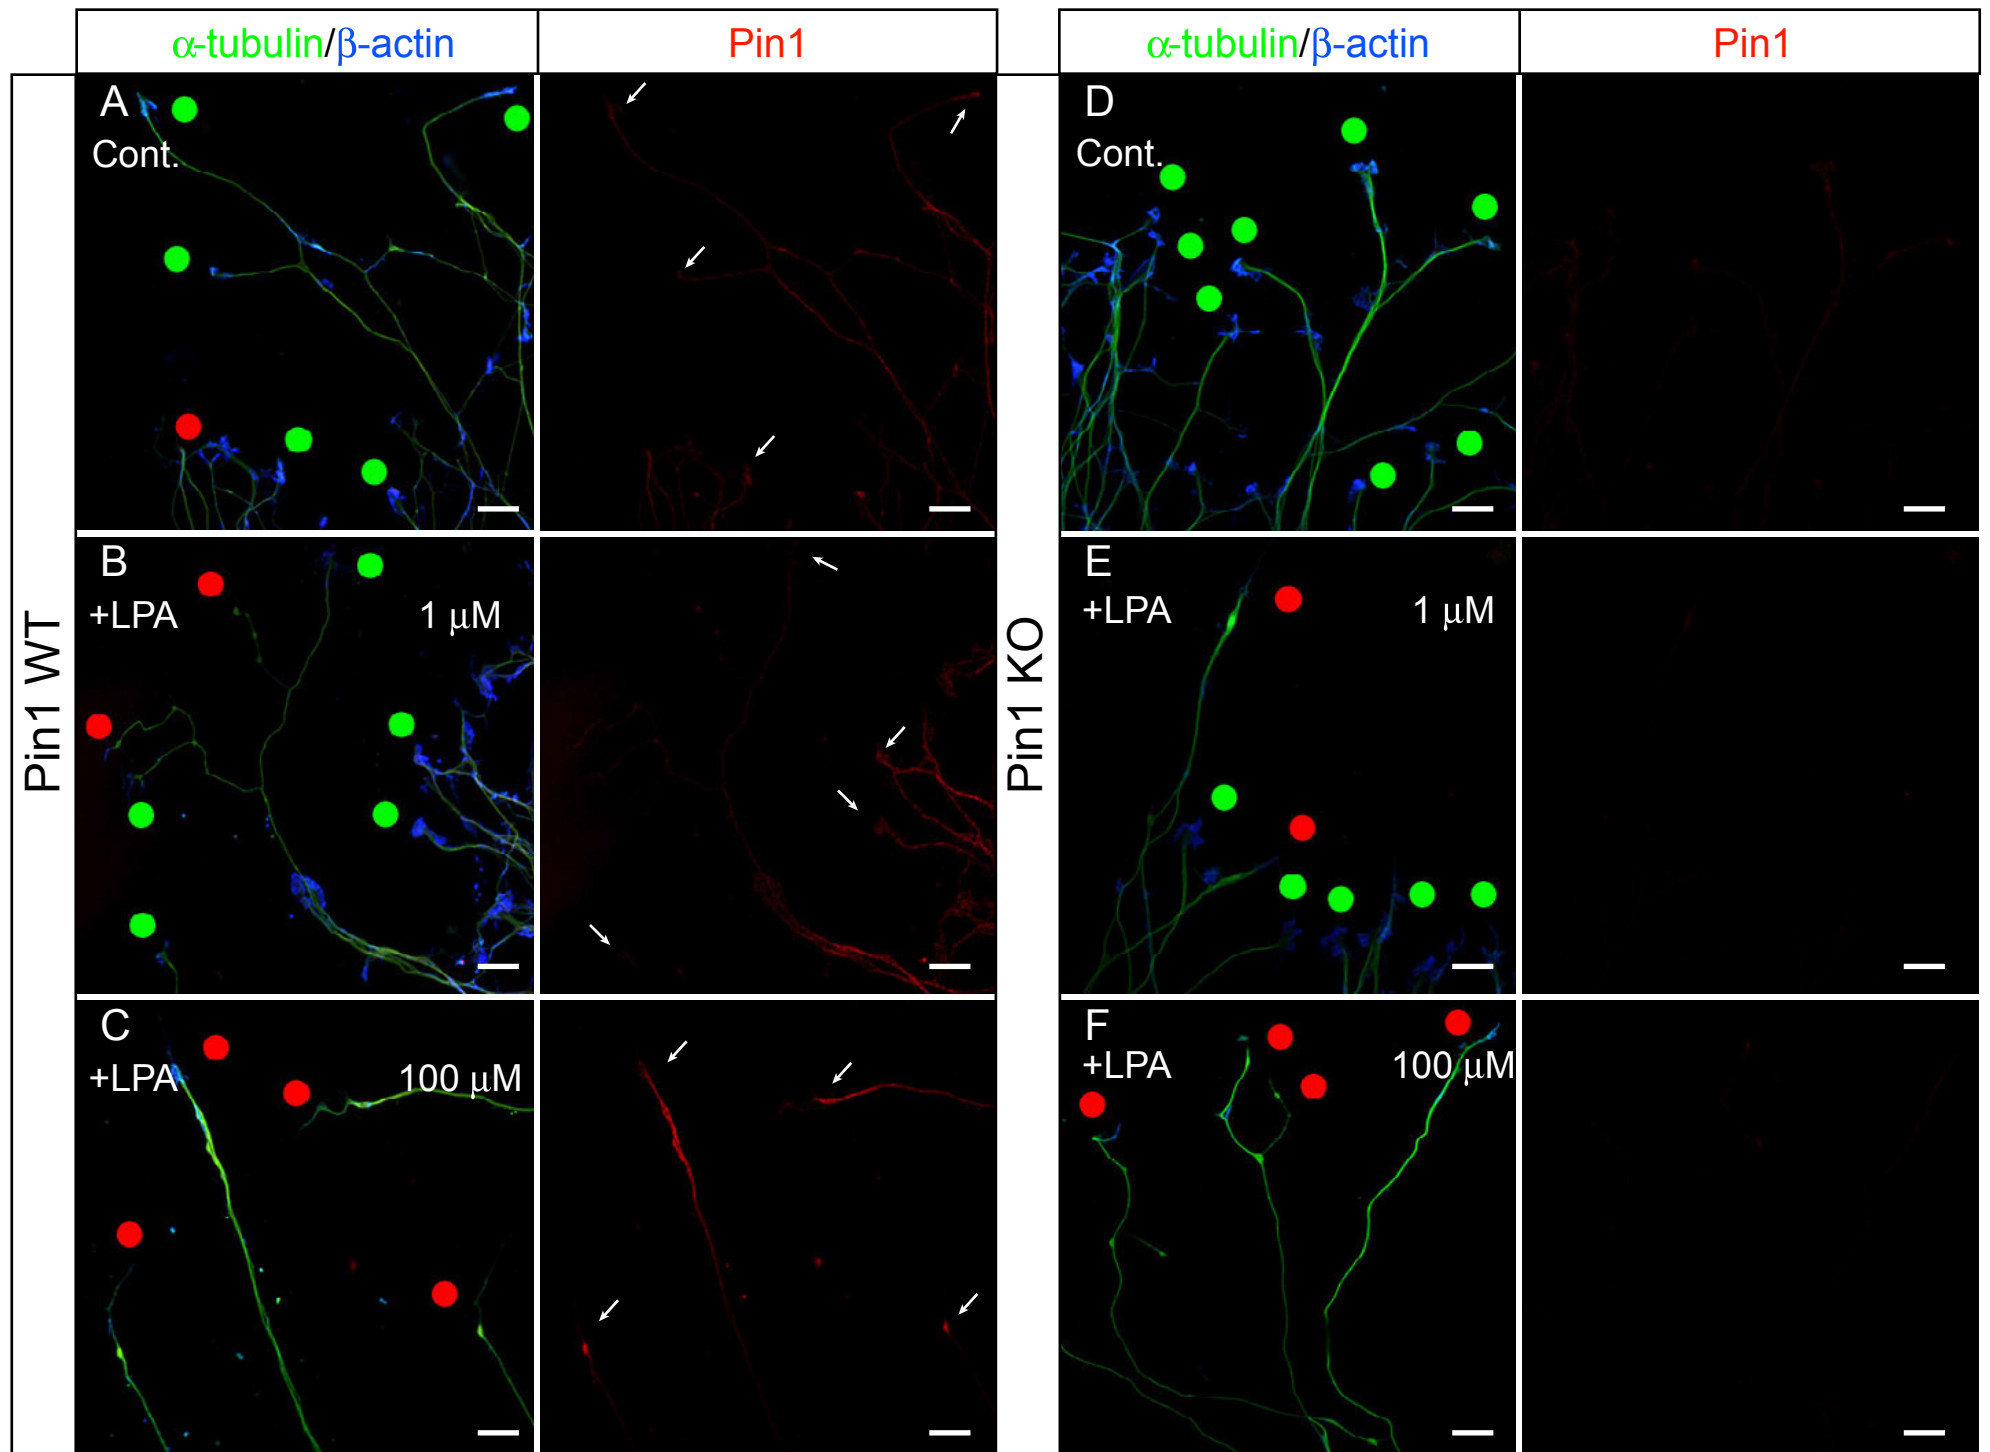 α-tubulin/β-actin
Pin1
α-tubulin/β-actin
Pin1
Pin1 WT
A
Cont.
B
+LPA
1 μM
C
+LPA
100 μM
Pin1 KO
D
Cont.
E
+LPA
1 μM
F
+LPA
100 μM